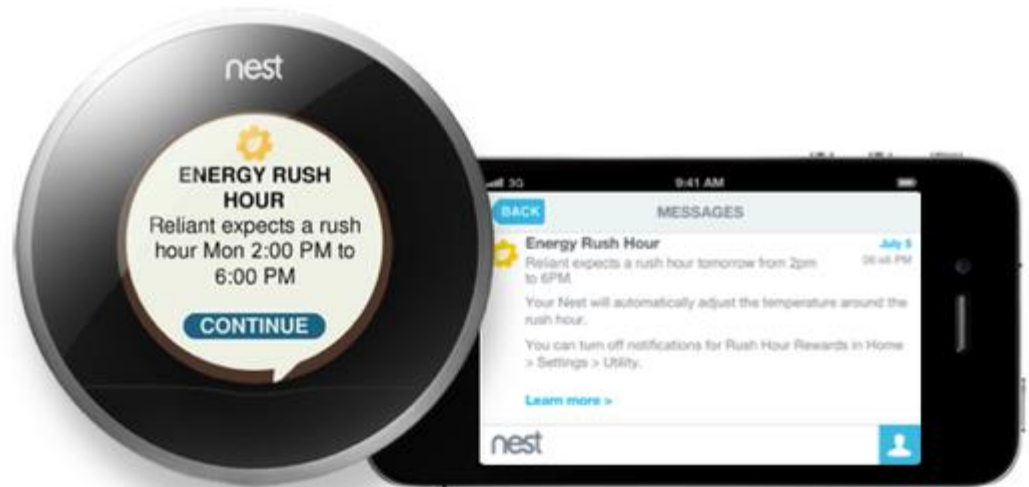 nest
ENERGY RUSH
HOUR
Reliant expects a rush
hour Mon 2:00 PM to
6:00 PM
CONTINUE
3G 9:41 AM
BACK MESSAGES
Energy Rush Hour July 5
Reliant expects a rush hour tomorrow from 2pm PM
to 6PM.
Your Nest will automatically adjust the temperature around the
rush hour.
You can turn off notifications for Rush Hour Rewards in Home
> Settings > Utility.
Learn more >
nest